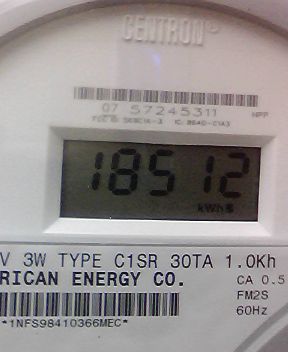 CENTRON
07 57245311
18512
kWhs
V 3W TYPE C1SR 30TA 1.0Kh
RICAN ENERGY CO.
CA 0.5
FM2S
60Hz
*1NFS98410366MEC*